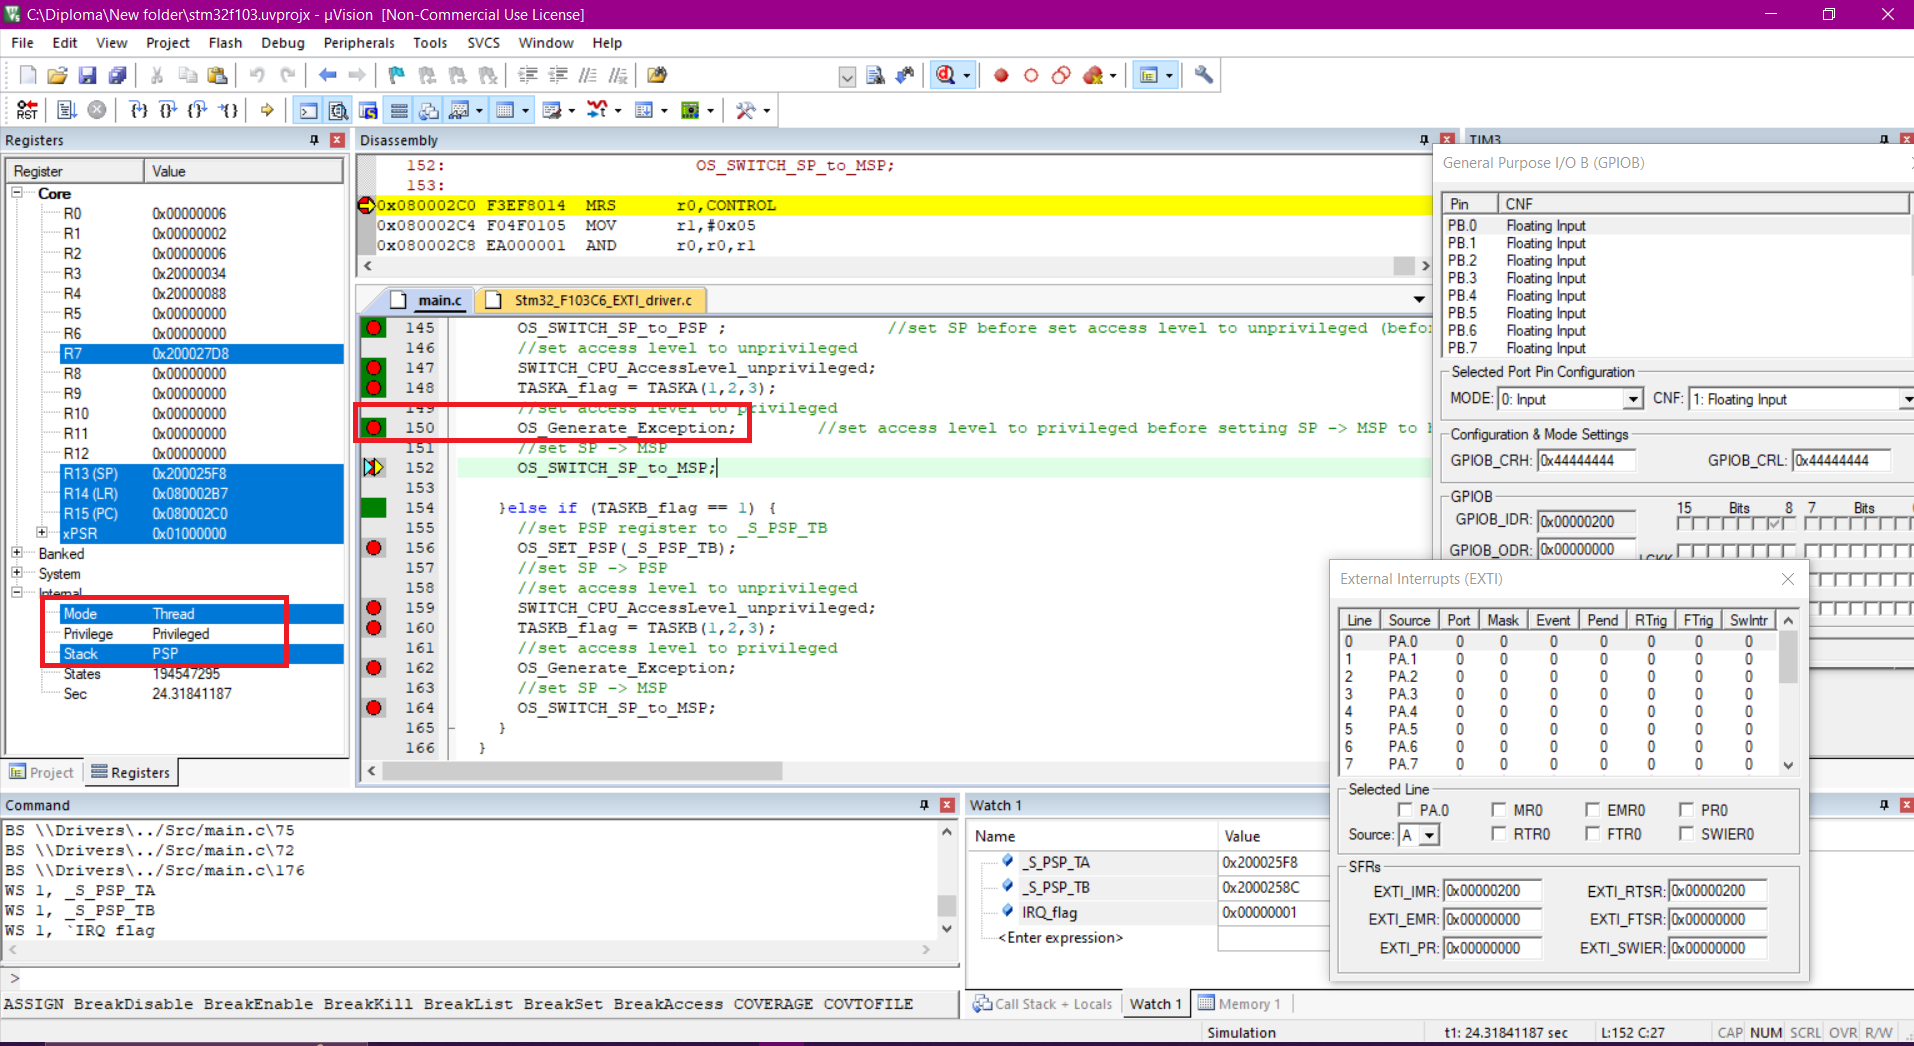 C:\Diploma\New folder\stm32f103.uvprojx - µVision  [Non-Commercial Use License]
File Edit View Project Flash Debug Peripherals Tools SVCS Window Help
RST
Registers
Register Value
Core
R0 0x00000006
R1 0x00000002
R2 0x00000006
R3 0x20000034
R4 0x20000088
R5 0x00000000
R6 0x00000000
R7 0x200027D8
R8 0x00000000
R9 0x00000000
R10 0x00000000
R11 0x00000000
R12 0x00000000
R13 (SP) 0x200025F8
R14 (LR) 0x080002B7
R15 (PC) 0x080002C0
xPSR 0x01000000
Banked
System
Internal
Mode Thread
Privilege Privileged
Stack PSP
States 194547295
Sec 24.31841187
Project Registers
Disassembly
152: OS_SWITCH_SP_to_MSP;
153:
0x080002C0 F3EF8014 MRS r0,CONTROL
0x080002C4 F04F0105 MOV r1,#0x05
0x080002C8 EA000001 AND r0,r0,r1
main.c Stm32_F103C6_EXTI_driver.c
145 OS_SWITCH_SP_to_PSP ; //set SP before set access level to unprivileged (befor
146 //set access level to unprivileged
147 SWITCH_CPU_AccessLevel_unprivileged;
148 TASKA_flag = TASKA(1,2,3);
149 //set access level to privileged
150 OS_Generate_Exception; //set access level to privileged before setting SP -> MSP to
151 //set SP -> MSP
152 OS_SWITCH_SP_to_MSP;
153
154 }else if (TASKB_flag == 1) {
155 //set PSP register to _S_PSP_TB
156 OS_SET_PSP(_S_PSP_TB);
157 //set SP -> PSP
158 //set access level to unprivileged
159 SWITCH_CPU_AccessLevel_unprivileged;
160 TASKB_flag = TASKB(1,2,3);
161 //set access level to privileged
162 OS_Generate_Exception;
163 //set SP -> MSP
164 OS_SWITCH_SP_to_MSP;
165 }
166 }
TIM3
General Purpose I/O B (GPIOB)
Pin CNF
PB.0 Floating Input
PB.1 Floating Input
PB.2 Floating Input
PB.3 Floating Input
PB.4 Floating Input
PB.5 Floating Input
PB.6 Floating Input
PB.7 Floating Input
Selected Port Pin Configuration
MODE: 0: Input CNF: 1: Floating Input
Configuration & Mode Settings
GPIOB_CRH: 0x44444444 GPIOB_CRL: 0x44444444
GPIOB
15 Bits 8 7 Bits
GPIOB_IDR: 0x00000200
GPIOB_ODR: 0x00000000
External Interrupts (EXTI)
Line Source Port Mask Event Pend RTrig FTrig SwIntr
0 PA.0 0 0 0 0 0 0 0
1 PA.1 0 0 0 0 0 0 0
2 PA.2 0 0 0 0 0 0 0
3 PA.3 0 0 0 0 0 0 0
4 PA.4 0 0 0 0 0 0 0
5 PA.5 0 0 0 0 0 0 0
6 PA.6 0 0 0 0 0 0 0
7 PA.7 0 0 0 0 0 0 0
Selected Line
PA.0 MR0 EMR0 PR0
Source: A RTR0 FTR0 SWIER0
SFRs
EXTI_IMR: 0x00000200 EXTI_RTSR: 0x00000200
EXTI_EMR: 0x00000000 EXTI_FTSR: 0x00000000
EXTI_PR: 0x00000000 EXTI_SWIER: 0x00000000
Command
BS \\Drivers\../Src/main.c\75
BS \\Drivers\../Src/main.c\72
BS \\Drivers\../Src/main.c\176
WS 1, _S_PSP_TA
WS 1, _S_PSP_TB
WS 1, `IRQ flag
>
ASSIGN BreakDisable BreakEnable BreakKill BreakList BreakSet BreakAccess COVERAGE COVTOFILE
Watch 1
Name Value
_S_PSP_TA 0x200025F8
_S_PSP_TB 0x2000258C
IRQ_flag 0x00000001
<Enter expression>
Call Stack + Locals Watch 1 Memory 1
Simulation t1: 24.31841187 sec L:152 C:27 CAP NUM SCRL OVR R/W